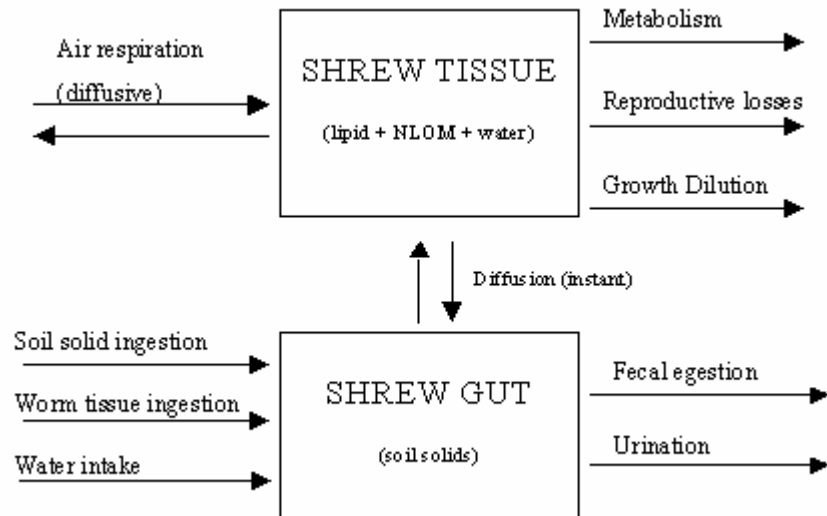 Air respiration
(diffusive)
SHREW TISSUE
(lipid + NLOM + water)
Metabolism
Reproductive losses
Growth Dilution
Diffusion (instant)
Soil solid ingestion
Worm tissue ingestion
Water intake
SHREW GUT
(soil solids)
Fecal egestion
Urination